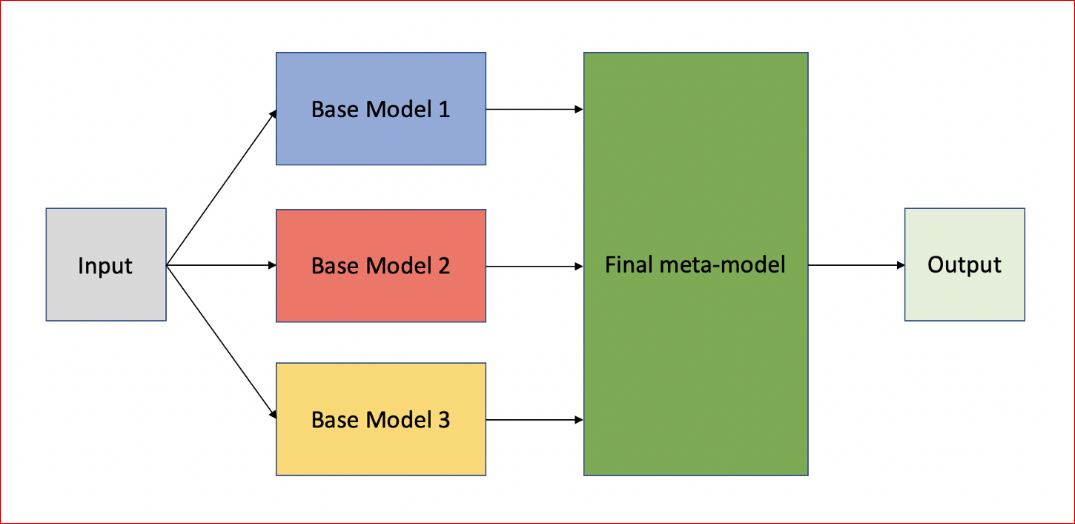 Input
Base Model 1
Base Model 2
Base Model 3
Final meta-model
Output